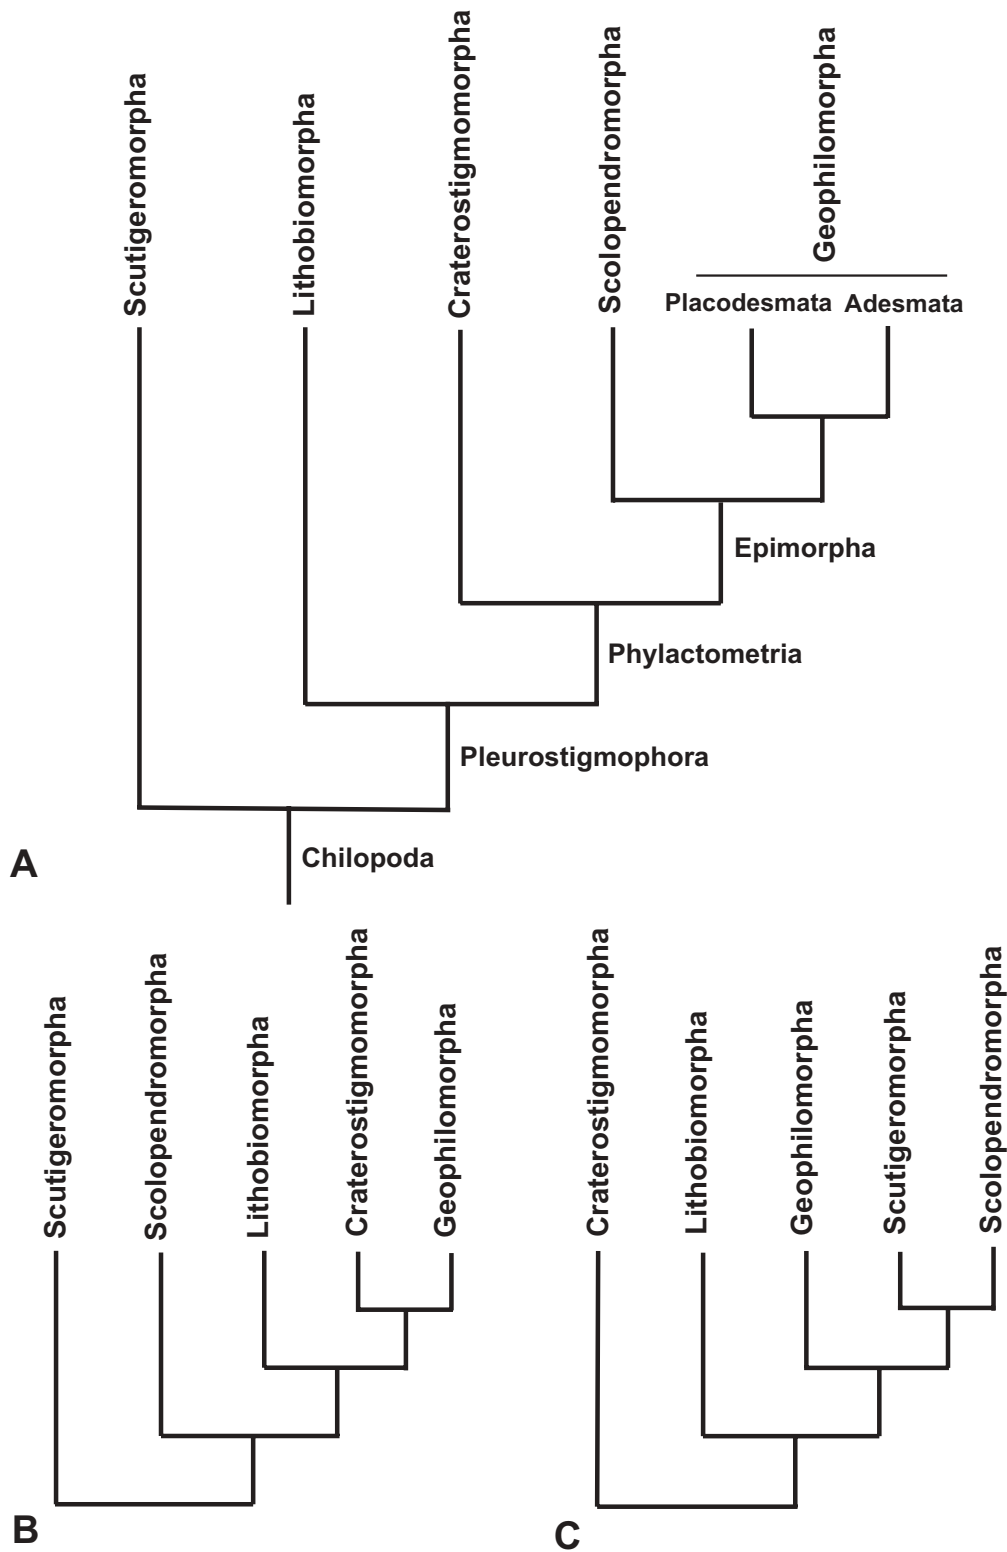 Scutigeromorpha
Lithobiomorpha
Craterostigmomorpha
Scolopendromorpha
Geophilomorpha
Placodesmata
Adesmata
Epimorpha
Phylactometria
Pleurostigmophora
Chilopoda
A
Scutigeromorpha
Scolopendromorpha
Lithobiomorpha
Craterostigmomorpha
Geophilomorpha
B
Craterostigmomorpha
Lithobiomorpha
Geophilomorpha
Scutigeromorpha
Scolopendromorpha
C